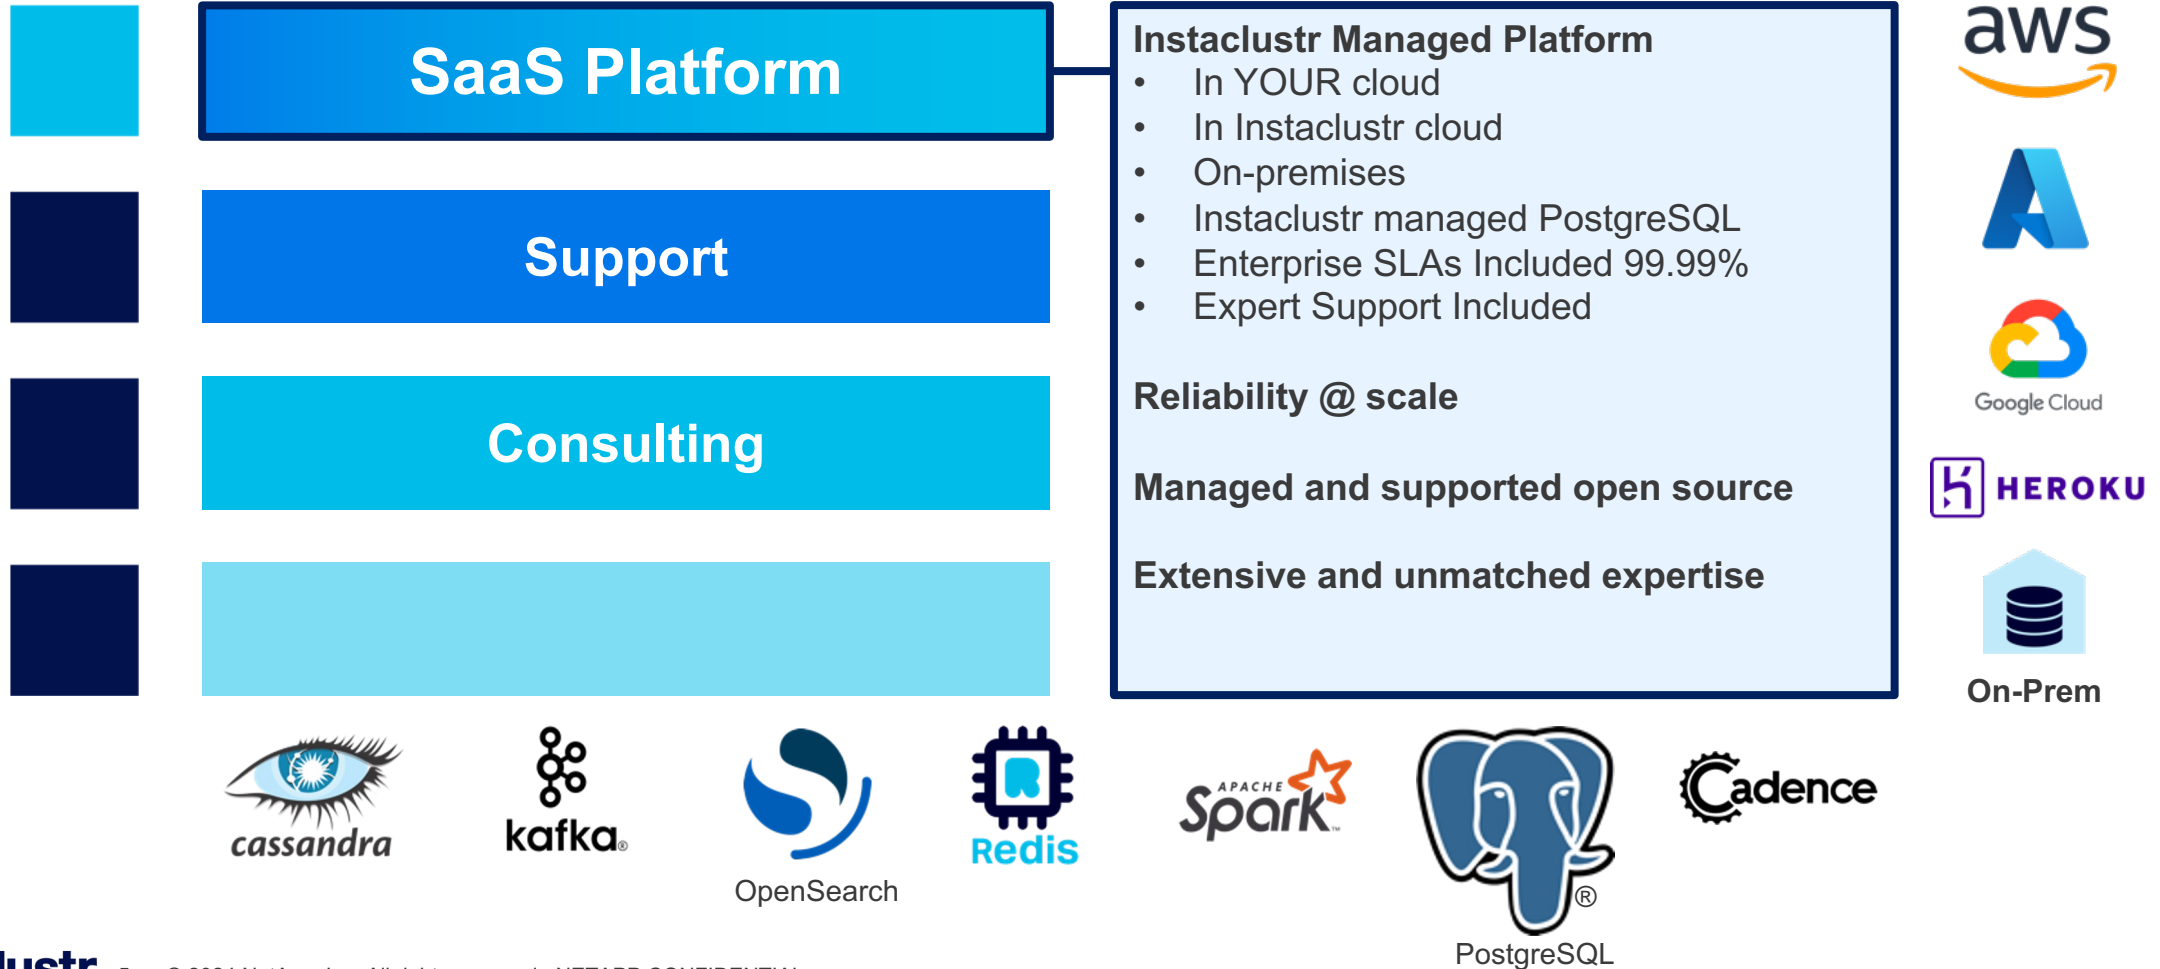 SaaS Platform
Support
Consulting
Instaclustr Managed Platform
• In YOUR cloud
• In Instaclustr cloud
• On-premises
• Instaclustr managed PostgreSQL
• Enterprise SLAs Included 99.99%
• Expert Support Included
Reliability @ scale
Managed and supported open source
Extensive and unmatched expertise
aws
Google Cloud
HEROKU
On-Prem
cassandra
kafka®
OpenSearch
Redis
APACHE
Spark™
®
PostgreSQL
Cadence